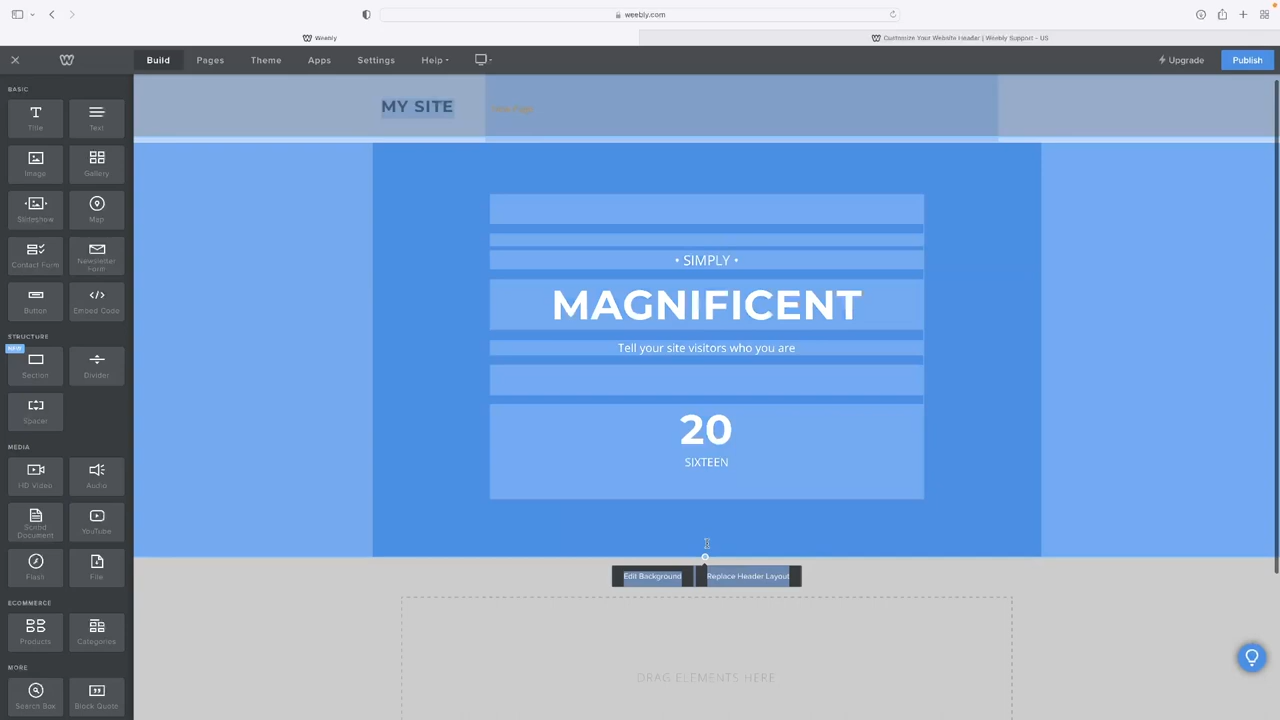 weebly.com
Weebly
Customize Your Website Header | Weebly Support - US
Build
Pages
Theme
Apps
Settings
Help
Upgrade
Publish
BASIC
Title
Text
Image
Gallery
Slideshow
Map
Contact Form
Newsletter
Form
Button
Embed Code
STRUCTURE
NEW
Section
Divider
Spacer
MEDIA
HD Video
Audio
Scribd
Document
YouTube
Flash
File
ECOMMERCE
Products
Categories
MORE
Search Box
Block Quote
MY SITE
New Page
• SIMPLY •
MAGNIFICENT
Tell your site visitors who you are
20
SIXTEEN
Edit Background
Replace Header Layout
DRAG ELEMENTS HERE